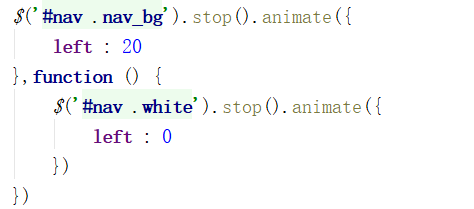 $('#nav .nav_bg').stop().animate({
    left : 20
},function () {
    $('#nav .white').stop().animate({
        left : 0
    })
})